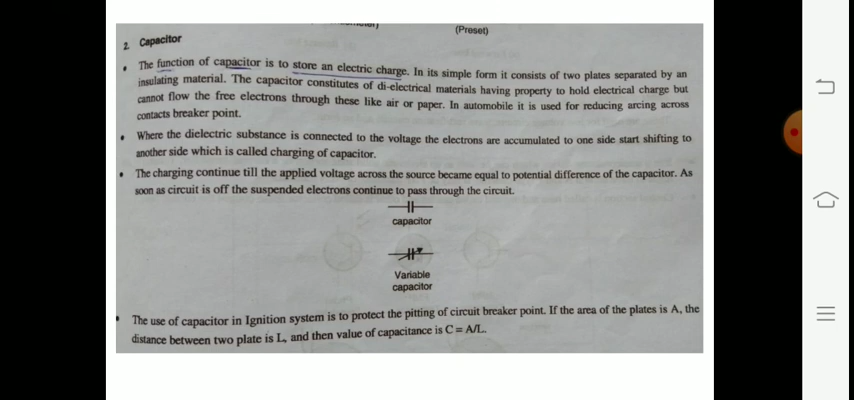 (Preset)
2. Capacitor
• The function of capacitor is to store an electric charge. In its simple form it consists of two plates separated by an
insulating material. The capacitor constitutes of di-electrical materials having property to hold electrical charge but
cannot flow the free electrons through these like air or paper. In automobile it is used for reducing arcing across
contacts breaker point.
• Where the dielectric substance is connected to the voltage the electrons are accumulated to one side start shifting to
another side which is called charging of capacitor.
• The charging continue till the applied voltage across the source became equal to potential difference of the capacitor. As
soon as circuit is off the suspended electrons continue to pass through the circuit.
capacitor
Variable
capacitor
• The use of capacitor in Ignition system is to protect the pitting of circuit breaker point. If the area of the plates is A, the
distance between two plate is L, and then value of capacitance is C = A/L.